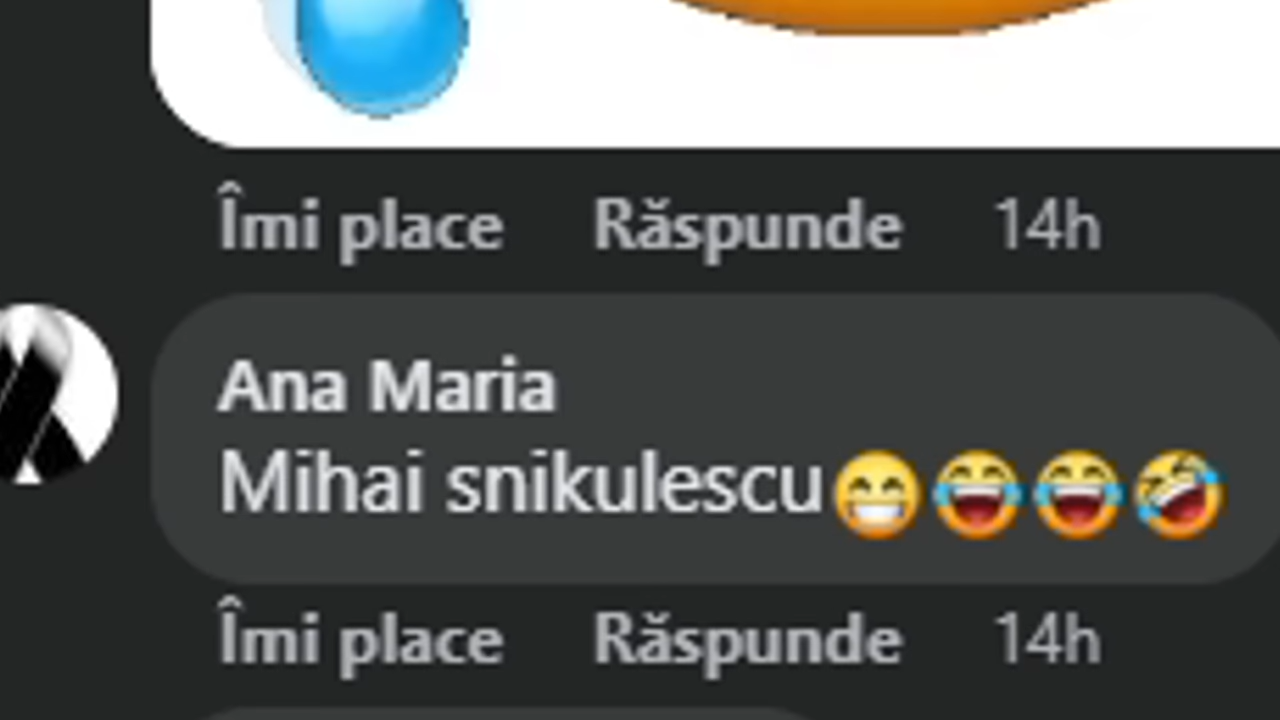 Îmi place Răspunde 14h
Ana Maria
Mihai snikulescu😁😂😂🤣
Îmi place Răspunde 14h